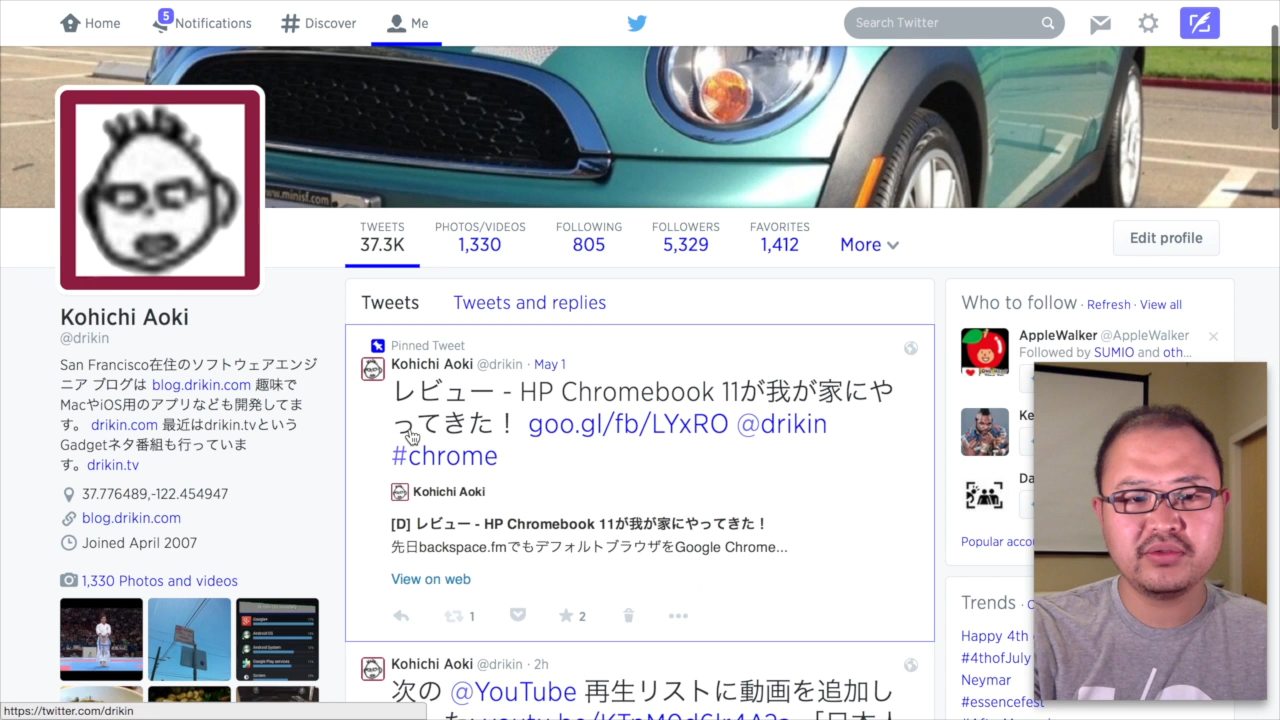 Home
5
Notifications
Discover
Me
Search Twitter
www.minisf.com
TWEETS
37.3K
PHOTOS/VIDEOS
1,330
FOLLOWING
805
FOLLOWERS
5,329
FAVORITES
1,412
More
Edit profile
Kohichi Aoki
@drikin
San Francisco在住のソフトウェアエンジ
ニア ブログは blog.drikin.com 趣味で
MacやiOS用のアプリなども開発してま
す。 drikin.com 最近はdrikin.tvという
Gadgetネタ番組も行っていま
す。drikin.tv
37.776489,-122.454947
blog.drikin.com
Joined April 2007
1,330 Photos and videos
Tweets
Tweets and replies
Pinned Tweet
Kohichi Aoki @drikin · May 1
レビュー - HP Chromebook 11が我が家にや
ってきた！ goo.gl/fb/LYxRO @drikin
#chrome
Kohichi Aoki
[D] レビュー - HP Chromebook 11が我が家にやってきた！
先日backspace.fmでもデフォルトブラウザをGoogle Chrome...
View on web
1
2
Kohichi Aoki @drikin · 2h
次の @YouTube 再生リストに動画を追加し
Who to follow · Refresh · View all
AppleWalker @AppleWalker
Followed by SUMIO and oth...
Ke
Da
Popular accou
Trends ·
Happy 4th
#4thofJuly
Neymar
#essencefest
https://twitter.com/drikin